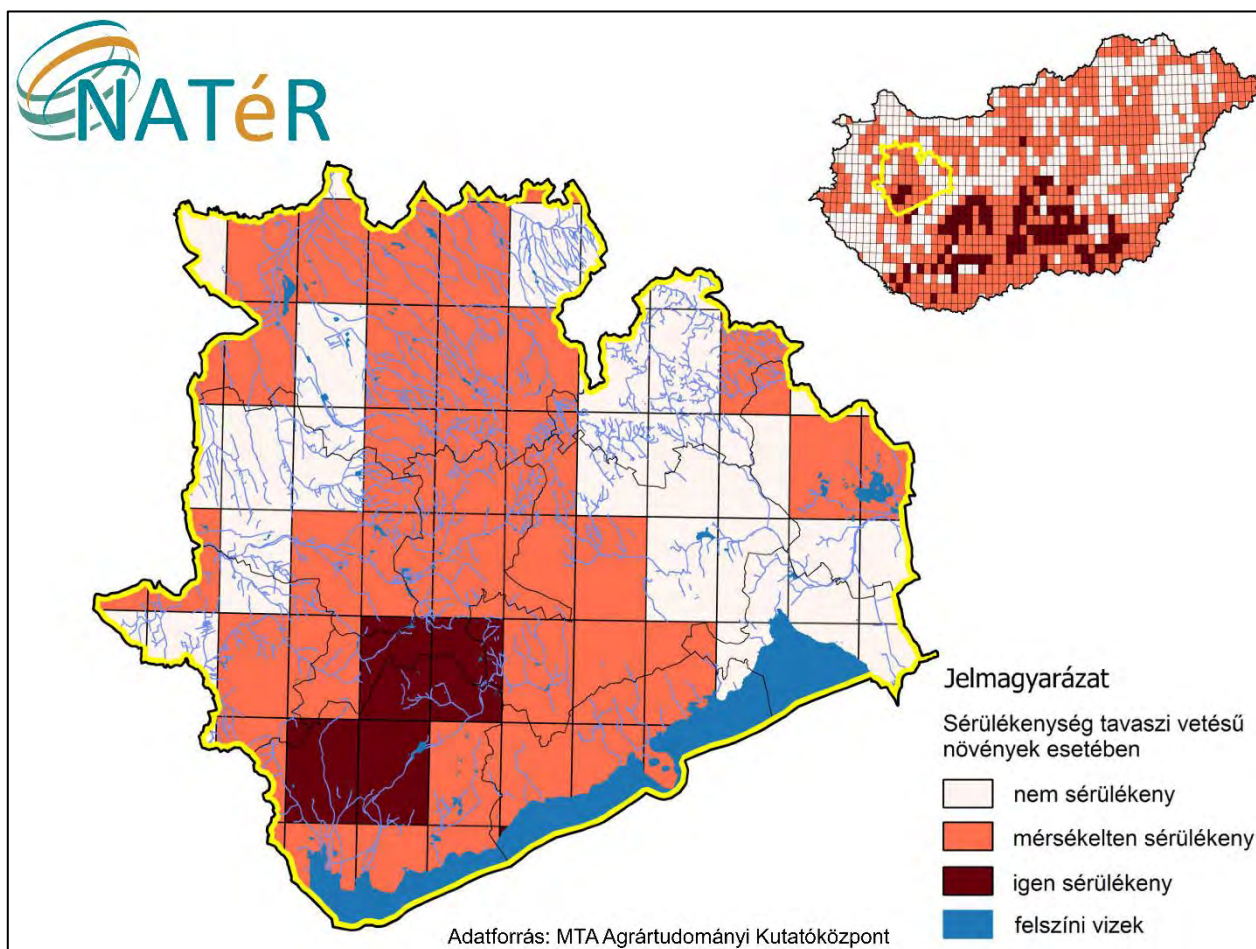 NATéR
Jelmagyarázat
Sérülékenység tavaszi vetésű
növények esetében
nem sérülékeny
mérsékelten sérülékeny
igen sérülékeny
felszíni vizek
Adatforrás: MTA Agrártudományi Kutatóközpont